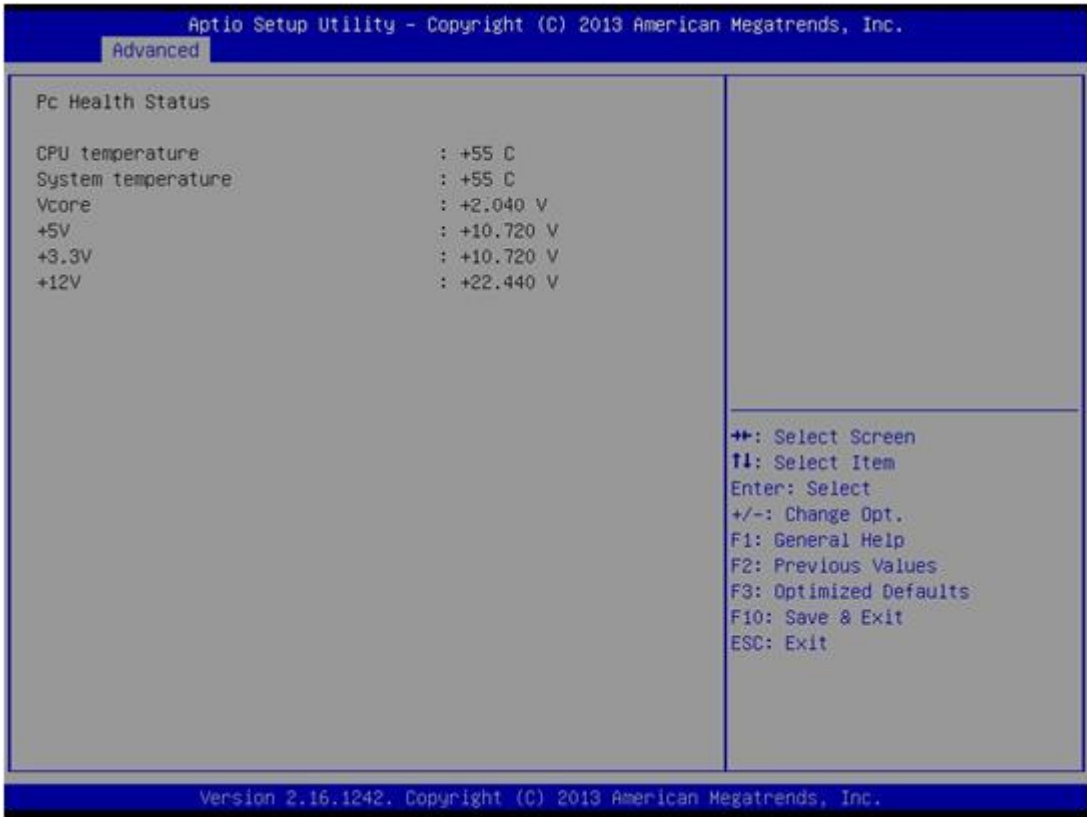 Aptio Setup Utility – Copyright (C) 2013 American Megatrends, Inc.
Advanced
Pc Health Status
CPU temperature : +55 C
System temperature : +55 C
Vcore : +2.040 V
+5V : +10.720 V
+3.3V : +10.720 V
+12V : +22.440 V
→←: Select Screen
↑↓: Select Item
Enter: Select
+/-: Change Opt.
F1: General Help
F2: Previous Values
F3: Optimized Defaults
F10: Save & Exit
ESC: Exit
Version 2.16.1242. Copyright (C) 2013 American Megatrends, Inc.